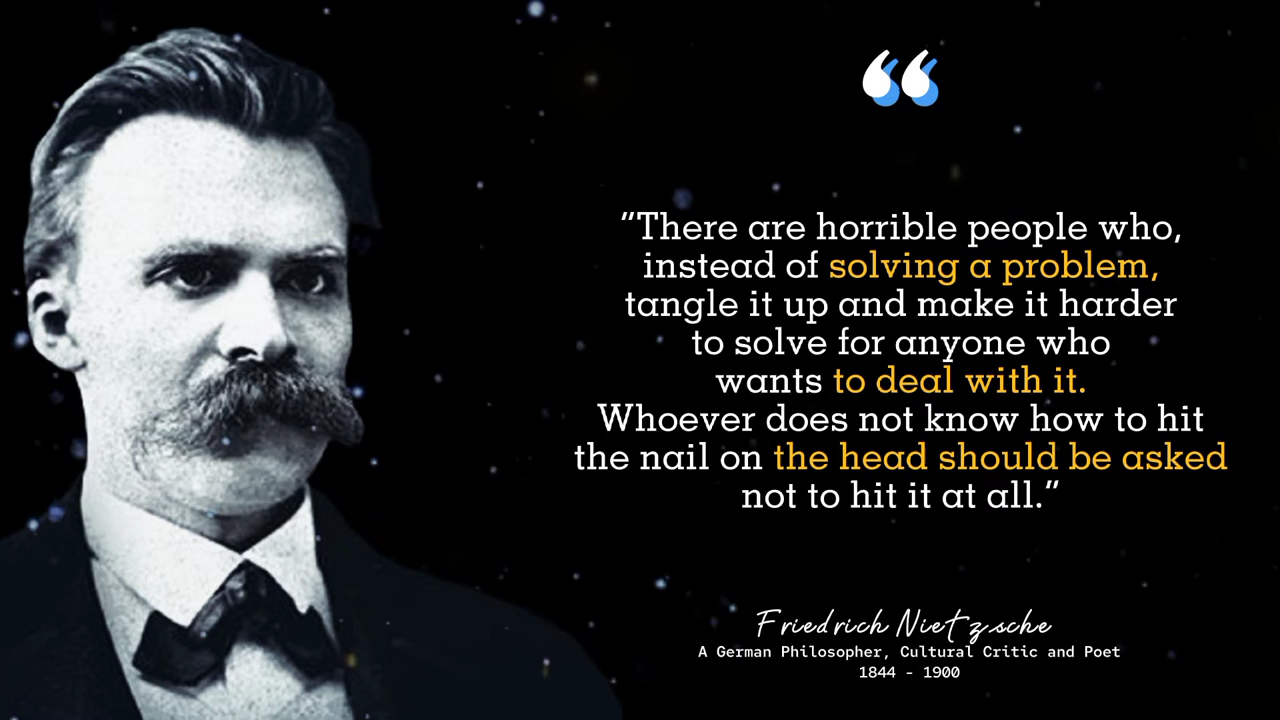 “There are horrible people who,
instead of solving a problem,
tangle it up and make it harder
to solve for anyone who
wants to deal with it.
Whoever does not know how to hit
the nail on the head should be asked
not to hit it at all.”
Friedrich Nietzsche
A German Philosopher, Cultural Critic and Poet
1844 - 1900